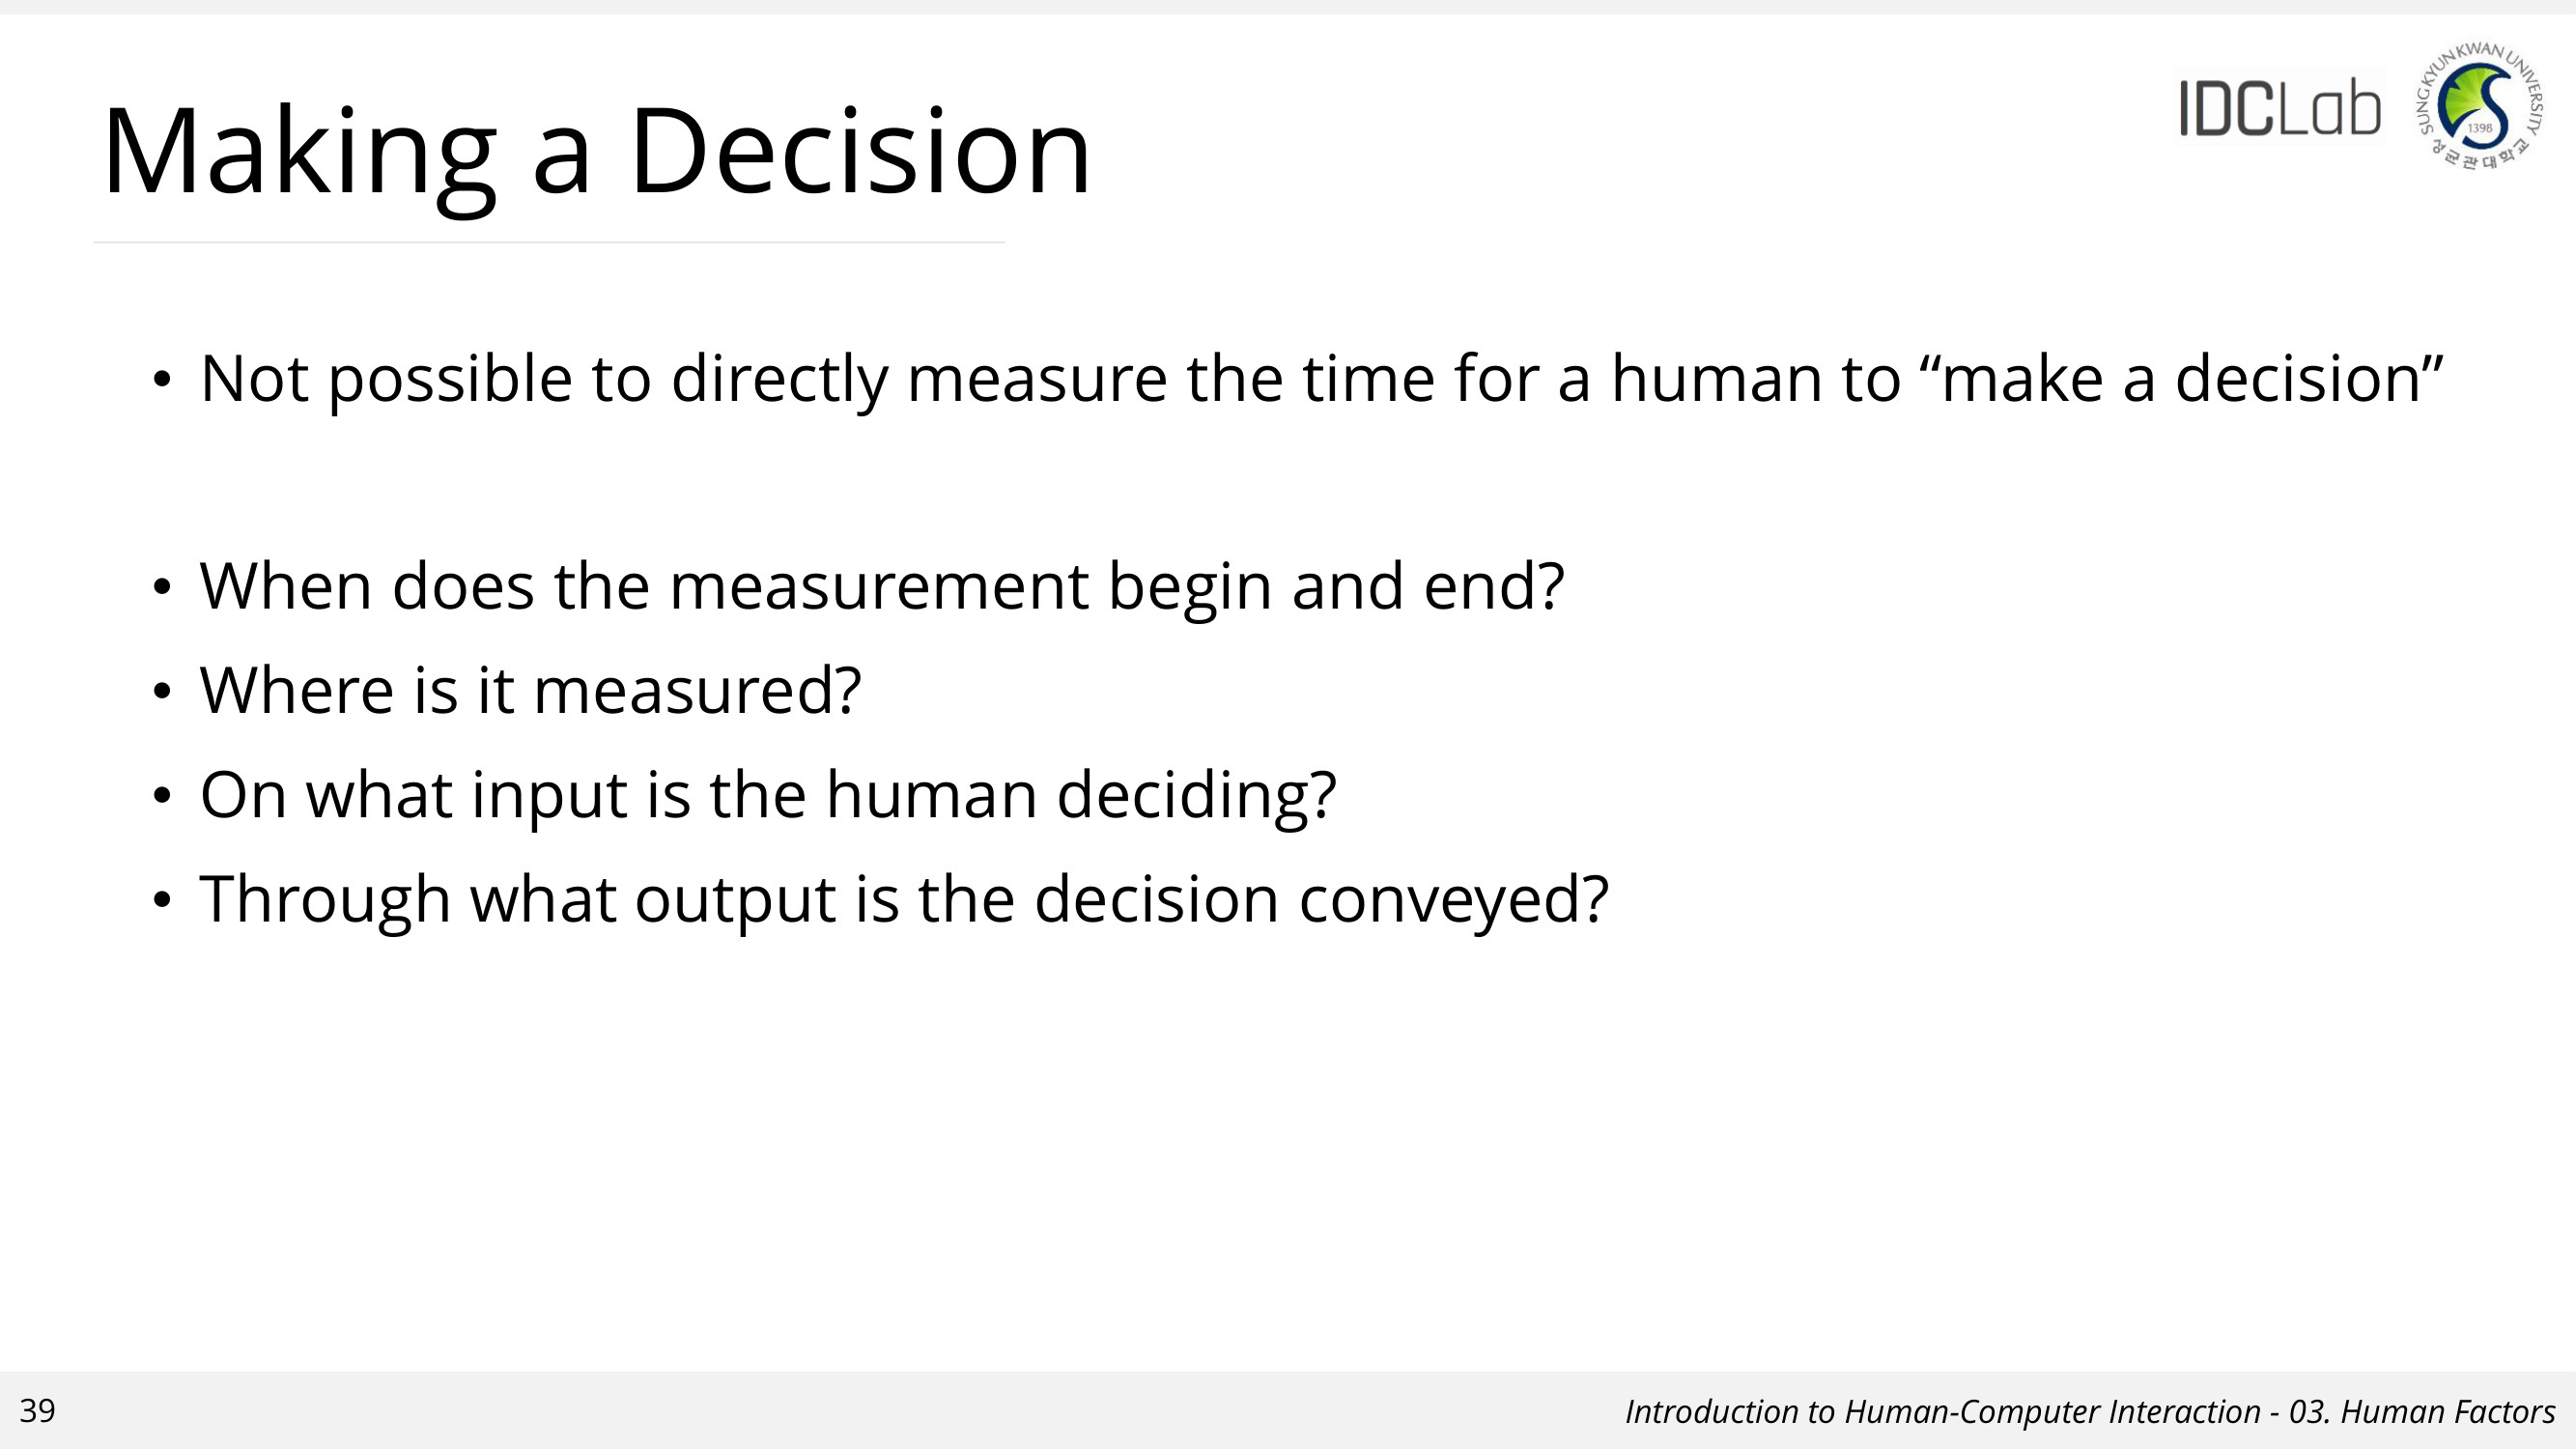 Making a Decision
IDCLab
SUNGKYUNKWAN UNIVERSITY
1398
성균관대학교
• Not possible to directly measure the time for a human to “make a decision”
• When does the measurement begin and end?
• Where is it measured?
• On what input is the human deciding?
• Through what output is the decision conveyed?
39
Introduction to Human-Computer Interaction - 03. Human Factors